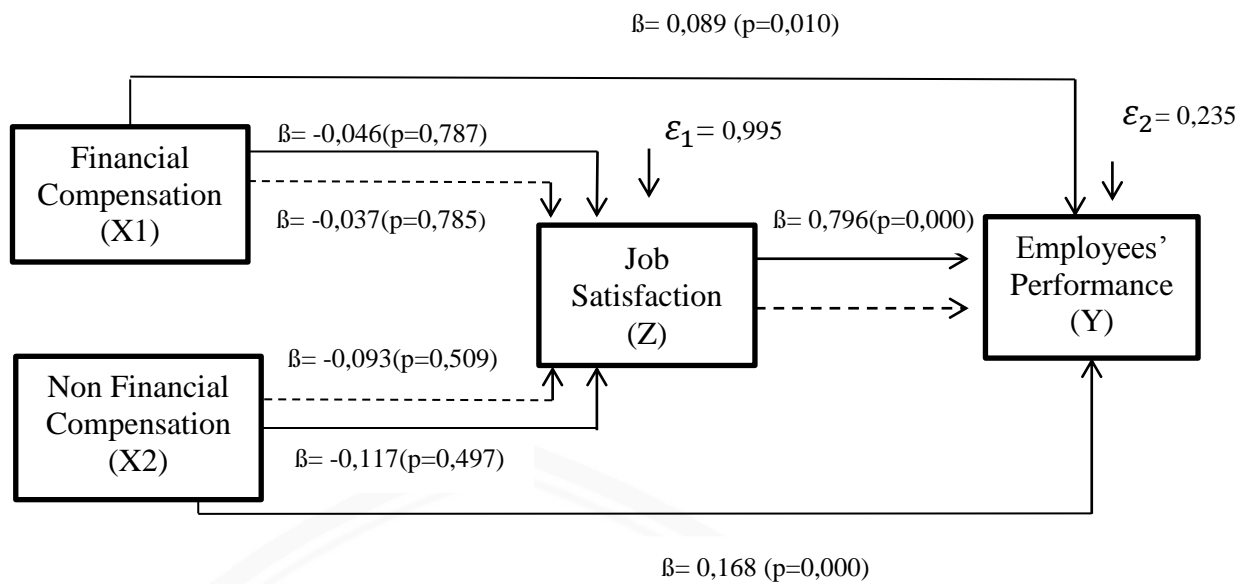 ß= 0,089 (p=0,010)
ß= -0,046(p=0,787)
ε1 = 0,995
ε2 = 0,235
Financial
Compensation
(X1)
ß= -0,037(p=0,785)
ß= 0,796(p=0,000)
Job
Satisfaction
(Z)
Employees’
Performance
(Y)
ß= -0,093(p=0,509)
Non Financial
Compensation
(X2)
ß= -0,117(p=0,497)
ß= 0,168 (p=0,000)